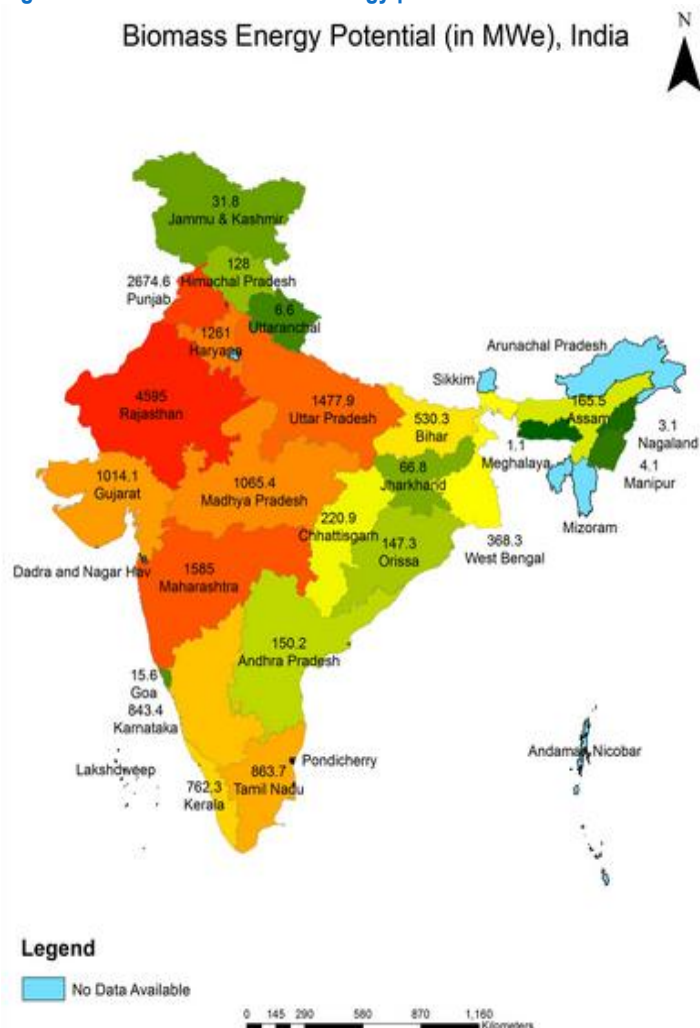 Biomass Energy Potential (in MWe), India
N
31.8
Jammu & Kashmir
128
Himachal Pradesh
2674.6
Punjab
6.6
Uttaranchal
1261
Haryana
Arunachal Pradesh
Sikkim
4595
Rajasthan
1477.9
Uttar Pradesh
165.5
Assam
530.3
Bihar
3.1
Nagaland
1.1
Meghalaya
4.1
Manipur
66.8
Jharkhand
1014.1
Gujarat
1065.4
Madhya Pradesh
220.9
Chhattisgarh
Mizoram
147.3
Orissa
368.3
West Bengal
Dadra and Nagar Hav
1585
Maharashtra
150.2
Andhra Pradesh
15.6
Goa
843.4
Karnataka
Andaman Nicobar
Pondicherry
Lakshdweep
863.7
Tamil Nadu
762.3
Kerala
Legend
No Data Available
0 145 290 580 870 1,160
Kilometers